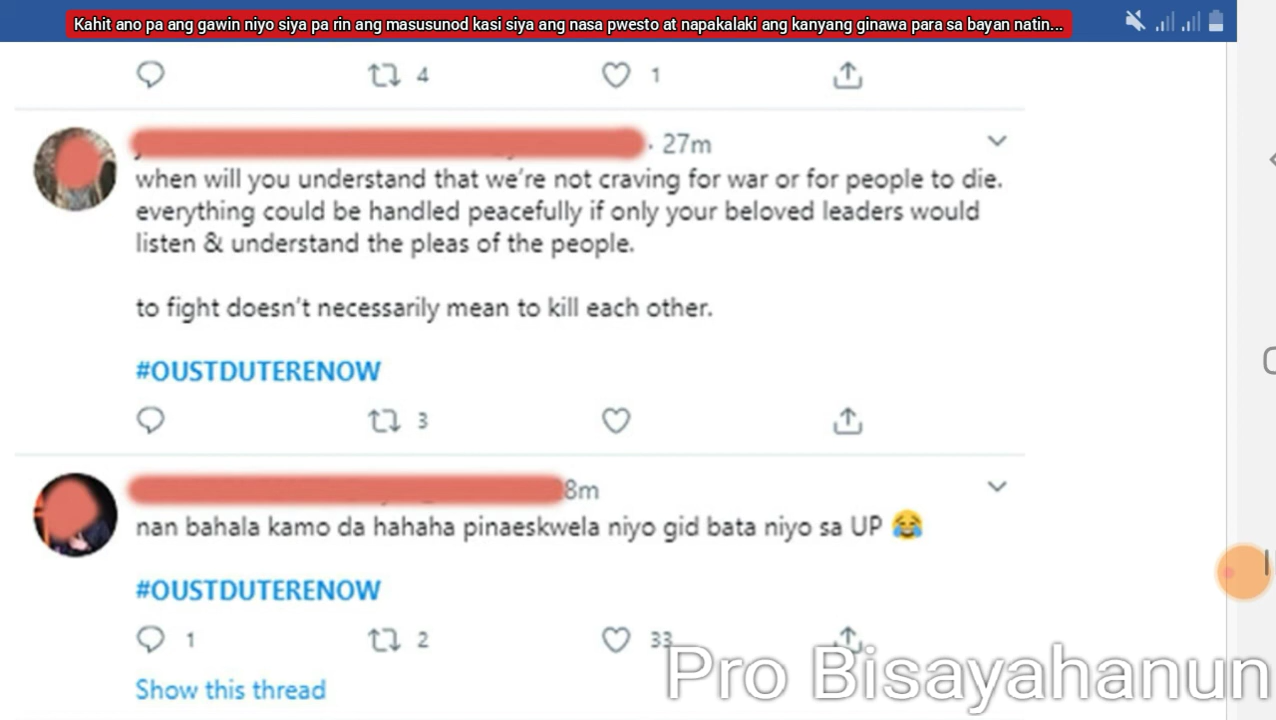 Kahit ano pa ang gawin niyo siya pa rin ang masusunod kasi siya ang nasa pwesto at napakalaki ang kanyang ginawa para sa bayan natin...
4 1
27m
when will you understand that we're not craving for war or for people to die.
everything could be handled peacefully if only your beloved leaders would
listen & understand the pleas of the people.
to fight doesn't necessarily mean to kill each other.
#OUSTDUTERENOW
3
8m
nan bahala kamo da hahaha pinaeskwela niyo gid bata niyo sa UP 😂
#OUSTDUTERENOW
1 2 33
Show this thread
Pro Bisayahanun